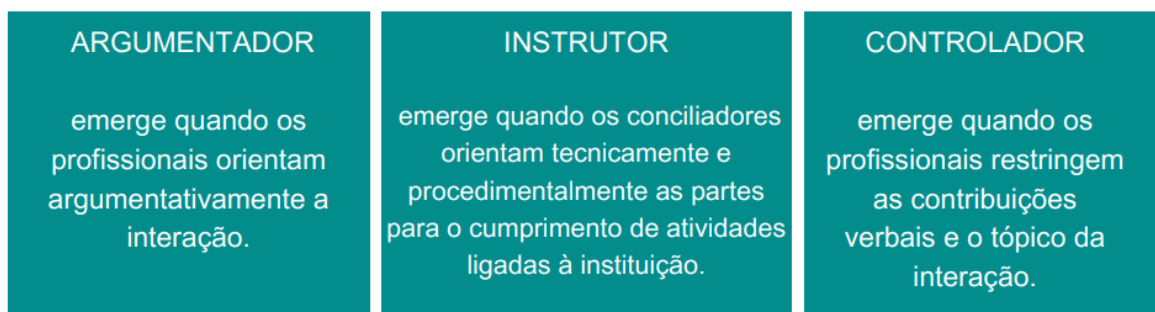 ARGUMENTADOR
emerge quando os
profissionais orientam
argumentativamente a
interação.
INSTRUTOR
emerge quando os conciliadores
orientam tecnicamente e
procedimentalmente as partes
para o cumprimento de atividades
ligadas à instituição.
CONTROLADOR
emerge quando os
profissionais restringem
as contribuições
verbais e o tópico da
interação.